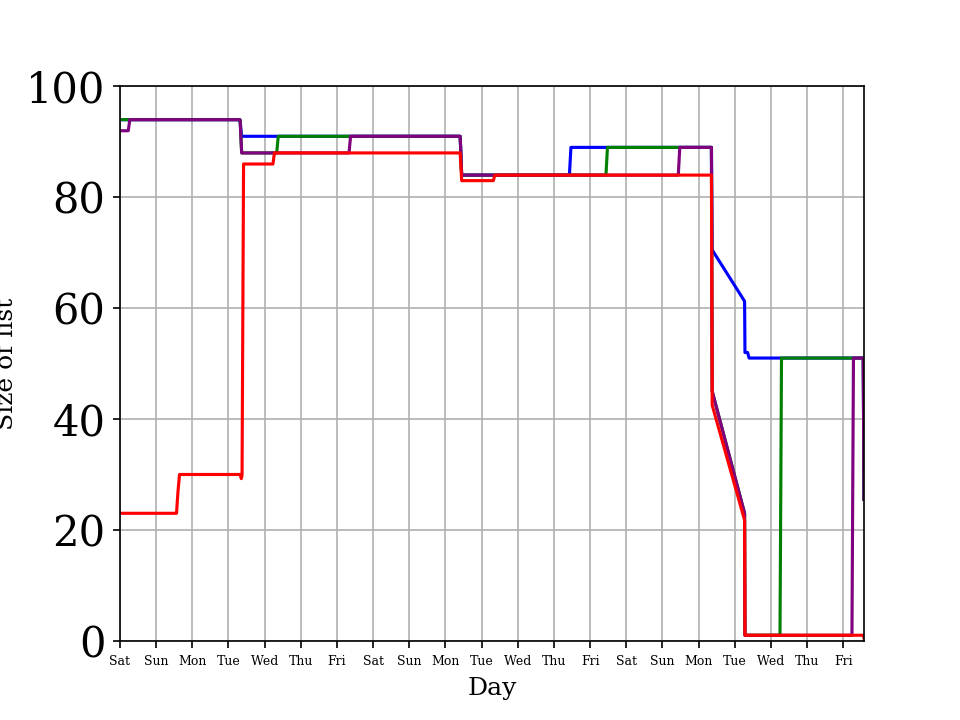 100
80
60
40
20
0
Size of list
Sat Sun Mon Tue Wed Thu Fri Sat Sun Mon Tue Wed Thu Fri Sat Sun Mon Tue Wed Thu Fri
Day